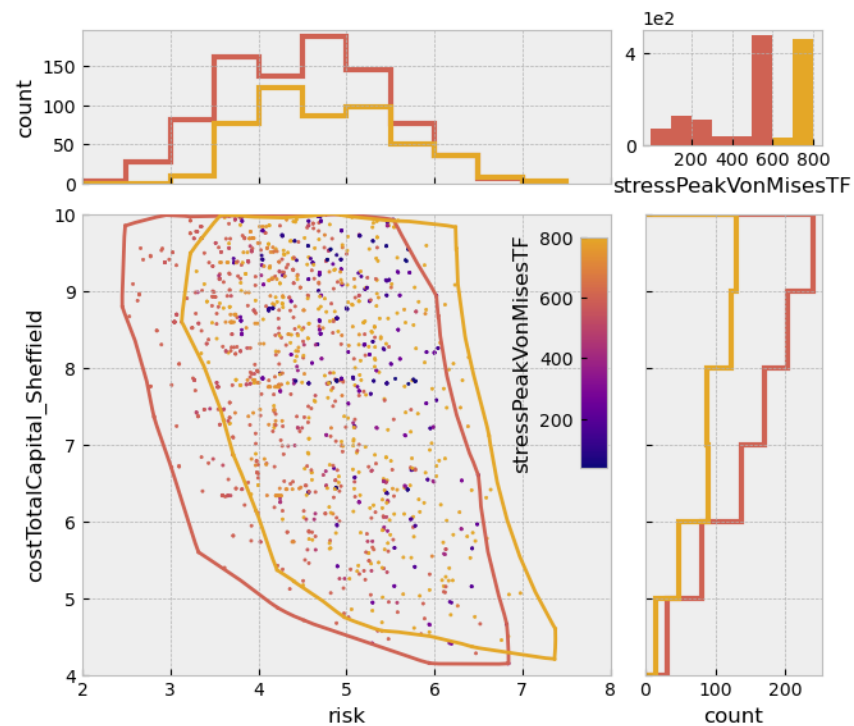 4e2
150
100
50
0
count
4
0
200 400 600 800
stressPeakVonMisesTF
10
9
8
7
6
5
4
costTotalCapital_Sheffield
stressPeakVonMisesTF
800
600
400
200
2 3 4 5 6 7 8
risk
0 100 200
count